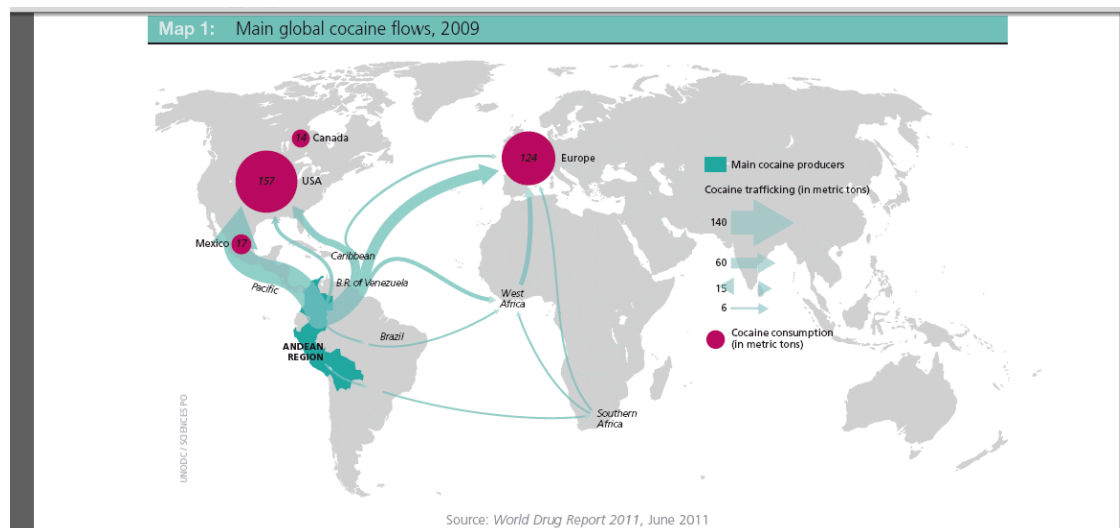 Map 1: Main global cocaine flows, 2009
14 Canada
157 USA
124 Europe
Mexico 17
Main cocaine producers
Cocaine trafficking (in metric tons)
140
60
15
6
Cocaine consumption
(in metric tons)
Caribbean
B.R. of Venezuela
Pacific
West
Africa
Brazil
ANDEAN
REGION
Southern
Africa
UNODC / SCIENCES PO
Source: World Drug Report 2011, June 2011